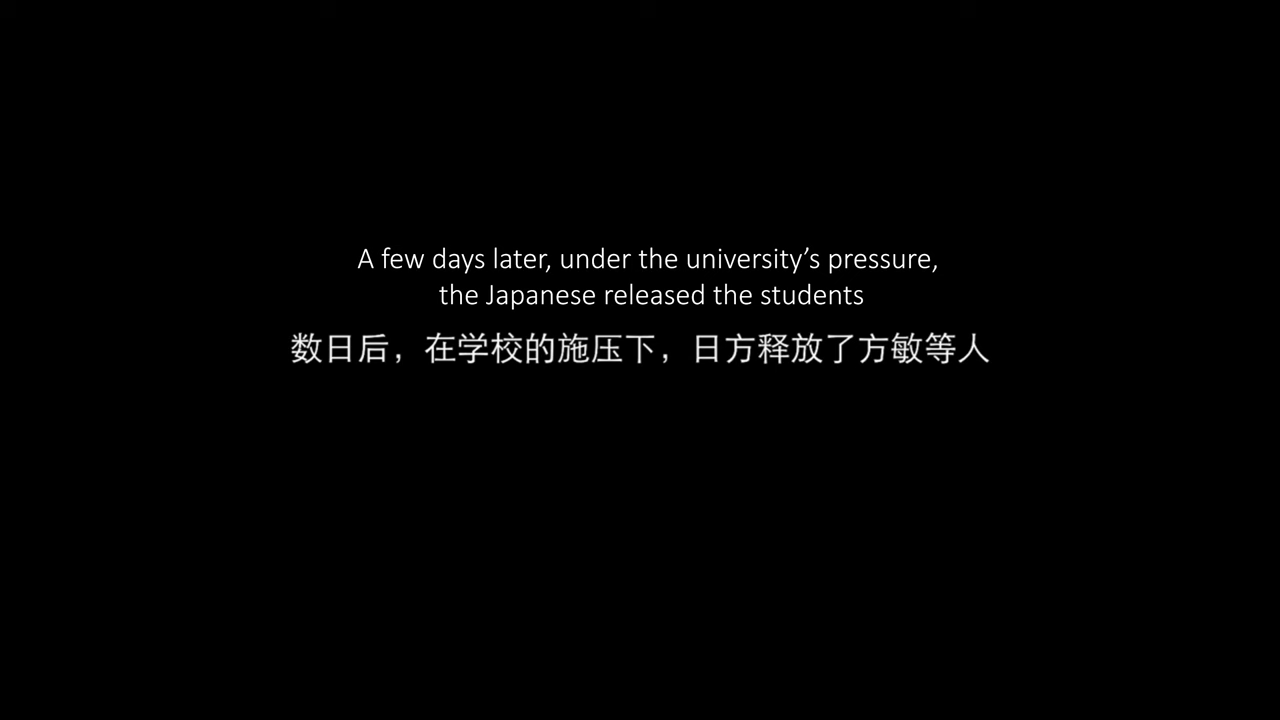 A few days later, under the university’s pressure,
the Japanese released the students
数日后，在学校的施压下，日方释放了方敏等人